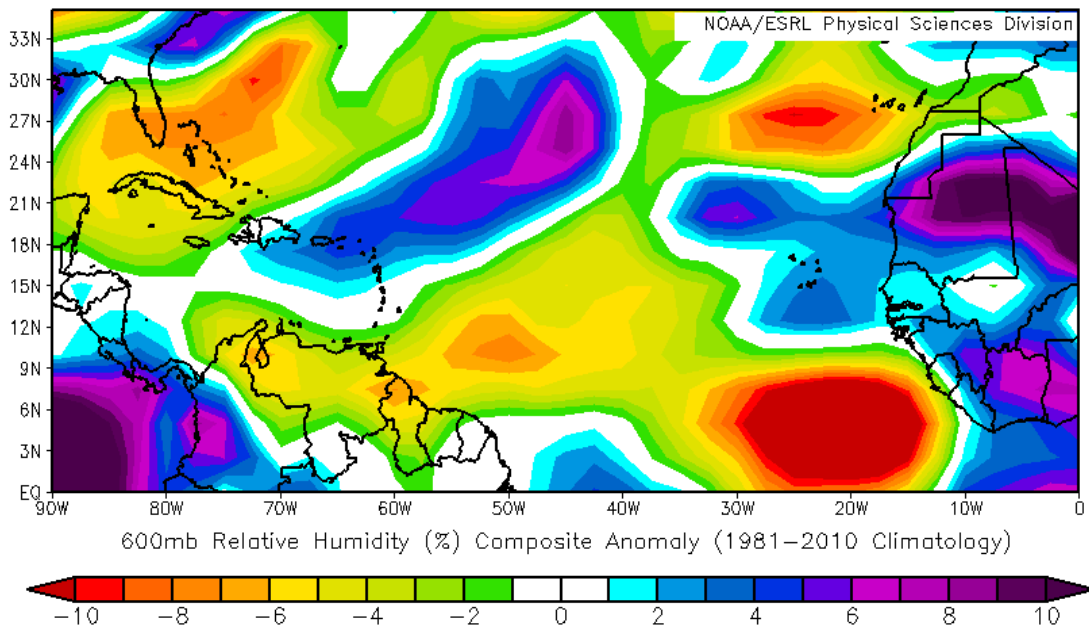 NOAA/ESRL Physical Sciences Division
33N
30N
27N
24N
21N
18N
15N
12N
9N
6N
3N
EQ
90W 80W 70W 60W 50W 40W 30W 20W 10W 0
600mb Relative Humidity (%) Composite Anomaly (1981-2010 Climatology)
-10 -8 -6 -4 -2 0 2 4 6 8 10